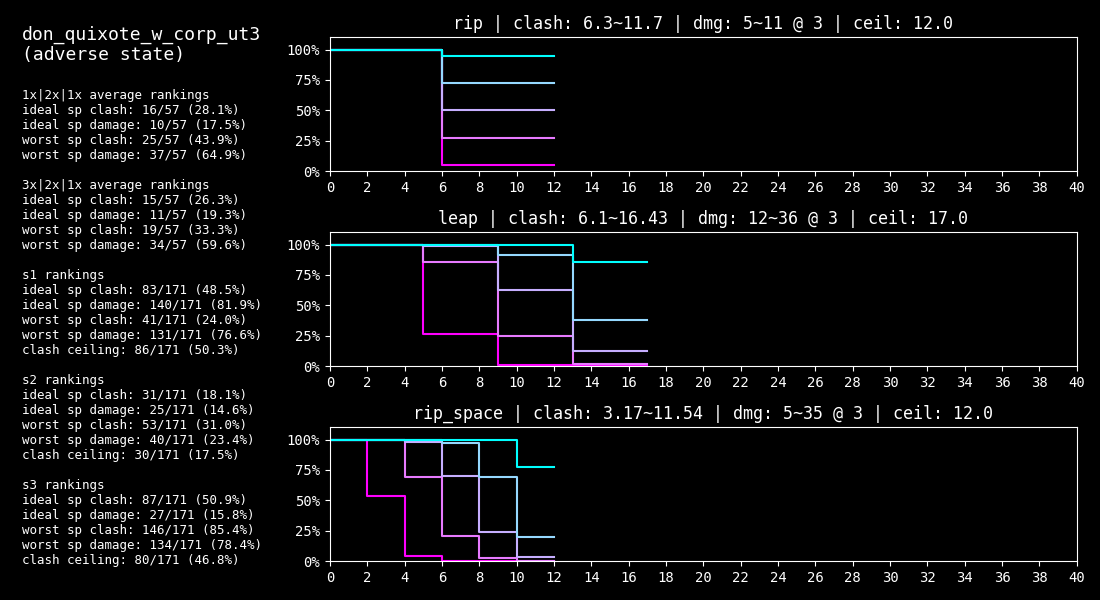 don_quixote_w_corp_ut3
(adverse state)
1x|2x|1x average rankings
ideal sp clash: 16/57 (28.1%)
ideal sp damage: 10/57 (17.5%)
worst sp clash: 25/57 (43.9%)
worst sp damage: 37/57 (64.9%)
3x|2x|1x average rankings
ideal sp clash: 15/57 (26.3%)
ideal sp damage: 11/57 (19.3%)
worst sp clash: 19/57 (33.3%)
worst sp damage: 34/57 (59.6%)
s1 rankings
ideal sp clash: 83/171 (48.5%)
ideal sp damage: 140/171 (81.9%)
worst sp clash: 41/171 (24.0%)
worst sp damage: 131/171 (76.6%)
clash ceiling: 86/171 (50.3%)
s2 rankings
ideal sp clash: 31/171 (18.1%)
ideal sp damage: 25/171 (14.6%)
worst sp clash: 53/171 (31.0%)
worst sp damage: 40/171 (23.4%)
clash ceiling: 30/171 (17.5%)
s3 rankings
ideal sp clash: 87/171 (50.9%)
ideal sp damage: 27/171 (15.8%)
worst sp clash: 146/171 (85.4%)
worst sp damage: 134/171 (78.4%)
clash ceiling: 80/171 (46.8%)
rip | clash: 6.3~11.7 | dmg: 5~11 @ 3 | ceil: 12.0
100%
75%
50%
25%
0%
0 2 4 6 8 10 12 14 16 18 20 22 24 26 28 30 32 34 36 38 40
leap | clash: 6.1~16.43 | dmg: 12~36 @ 3 | ceil: 17.0
100%
75%
50%
25%
0%
0 2 4 6 8 10 12 14 16 18 20 22 24 26 28 30 32 34 36 38 40
rip_space | clash: 3.17~11.54 | dmg: 5~35 @ 3 | ceil: 12.0
100%
75%
50%
25%
0%
0 2 4 6 8 10 12 14 16 18 20 22 24 26 28 30 32 34 36 38 40